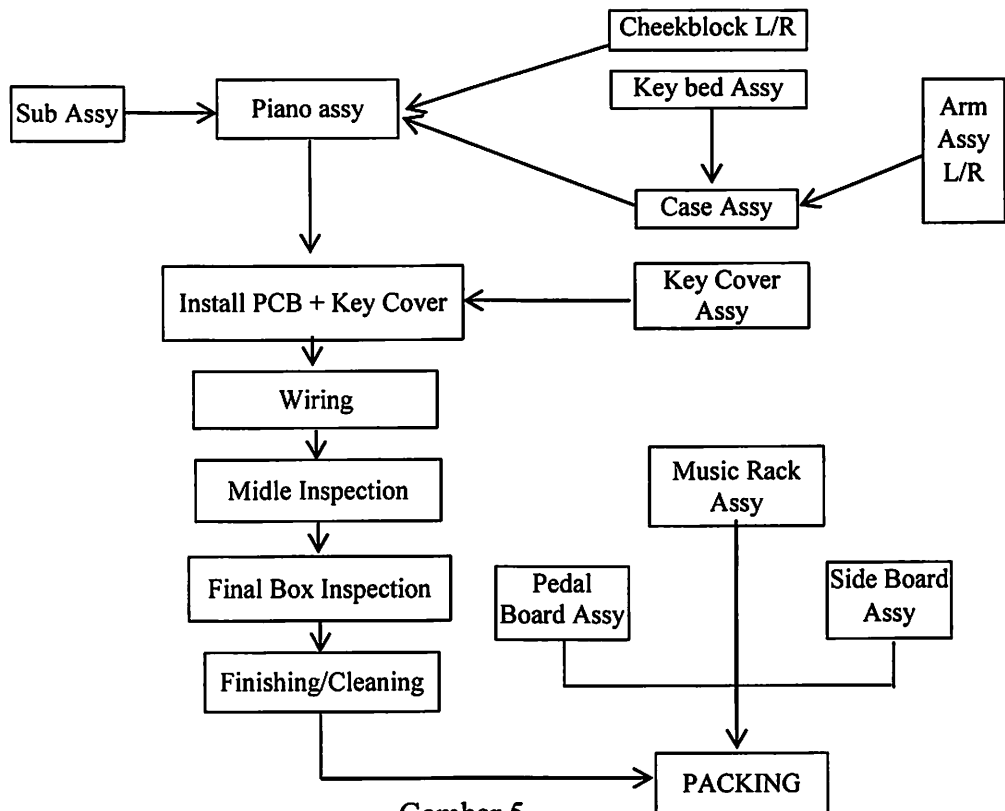 Cheekblock L/R
Key bed Assy
Sub Assy
Piano assy
Arm
Assy
L/R
Case Assy
Install PCB + Key Cover
Key Cover
Assy
Wiring
Midle Inspection
Music Rack
Assy
Final Box Inspection
Pedal
Board Assy
Side Board
Assy
Finishing/Cleaning
PACKING
Gambar 5